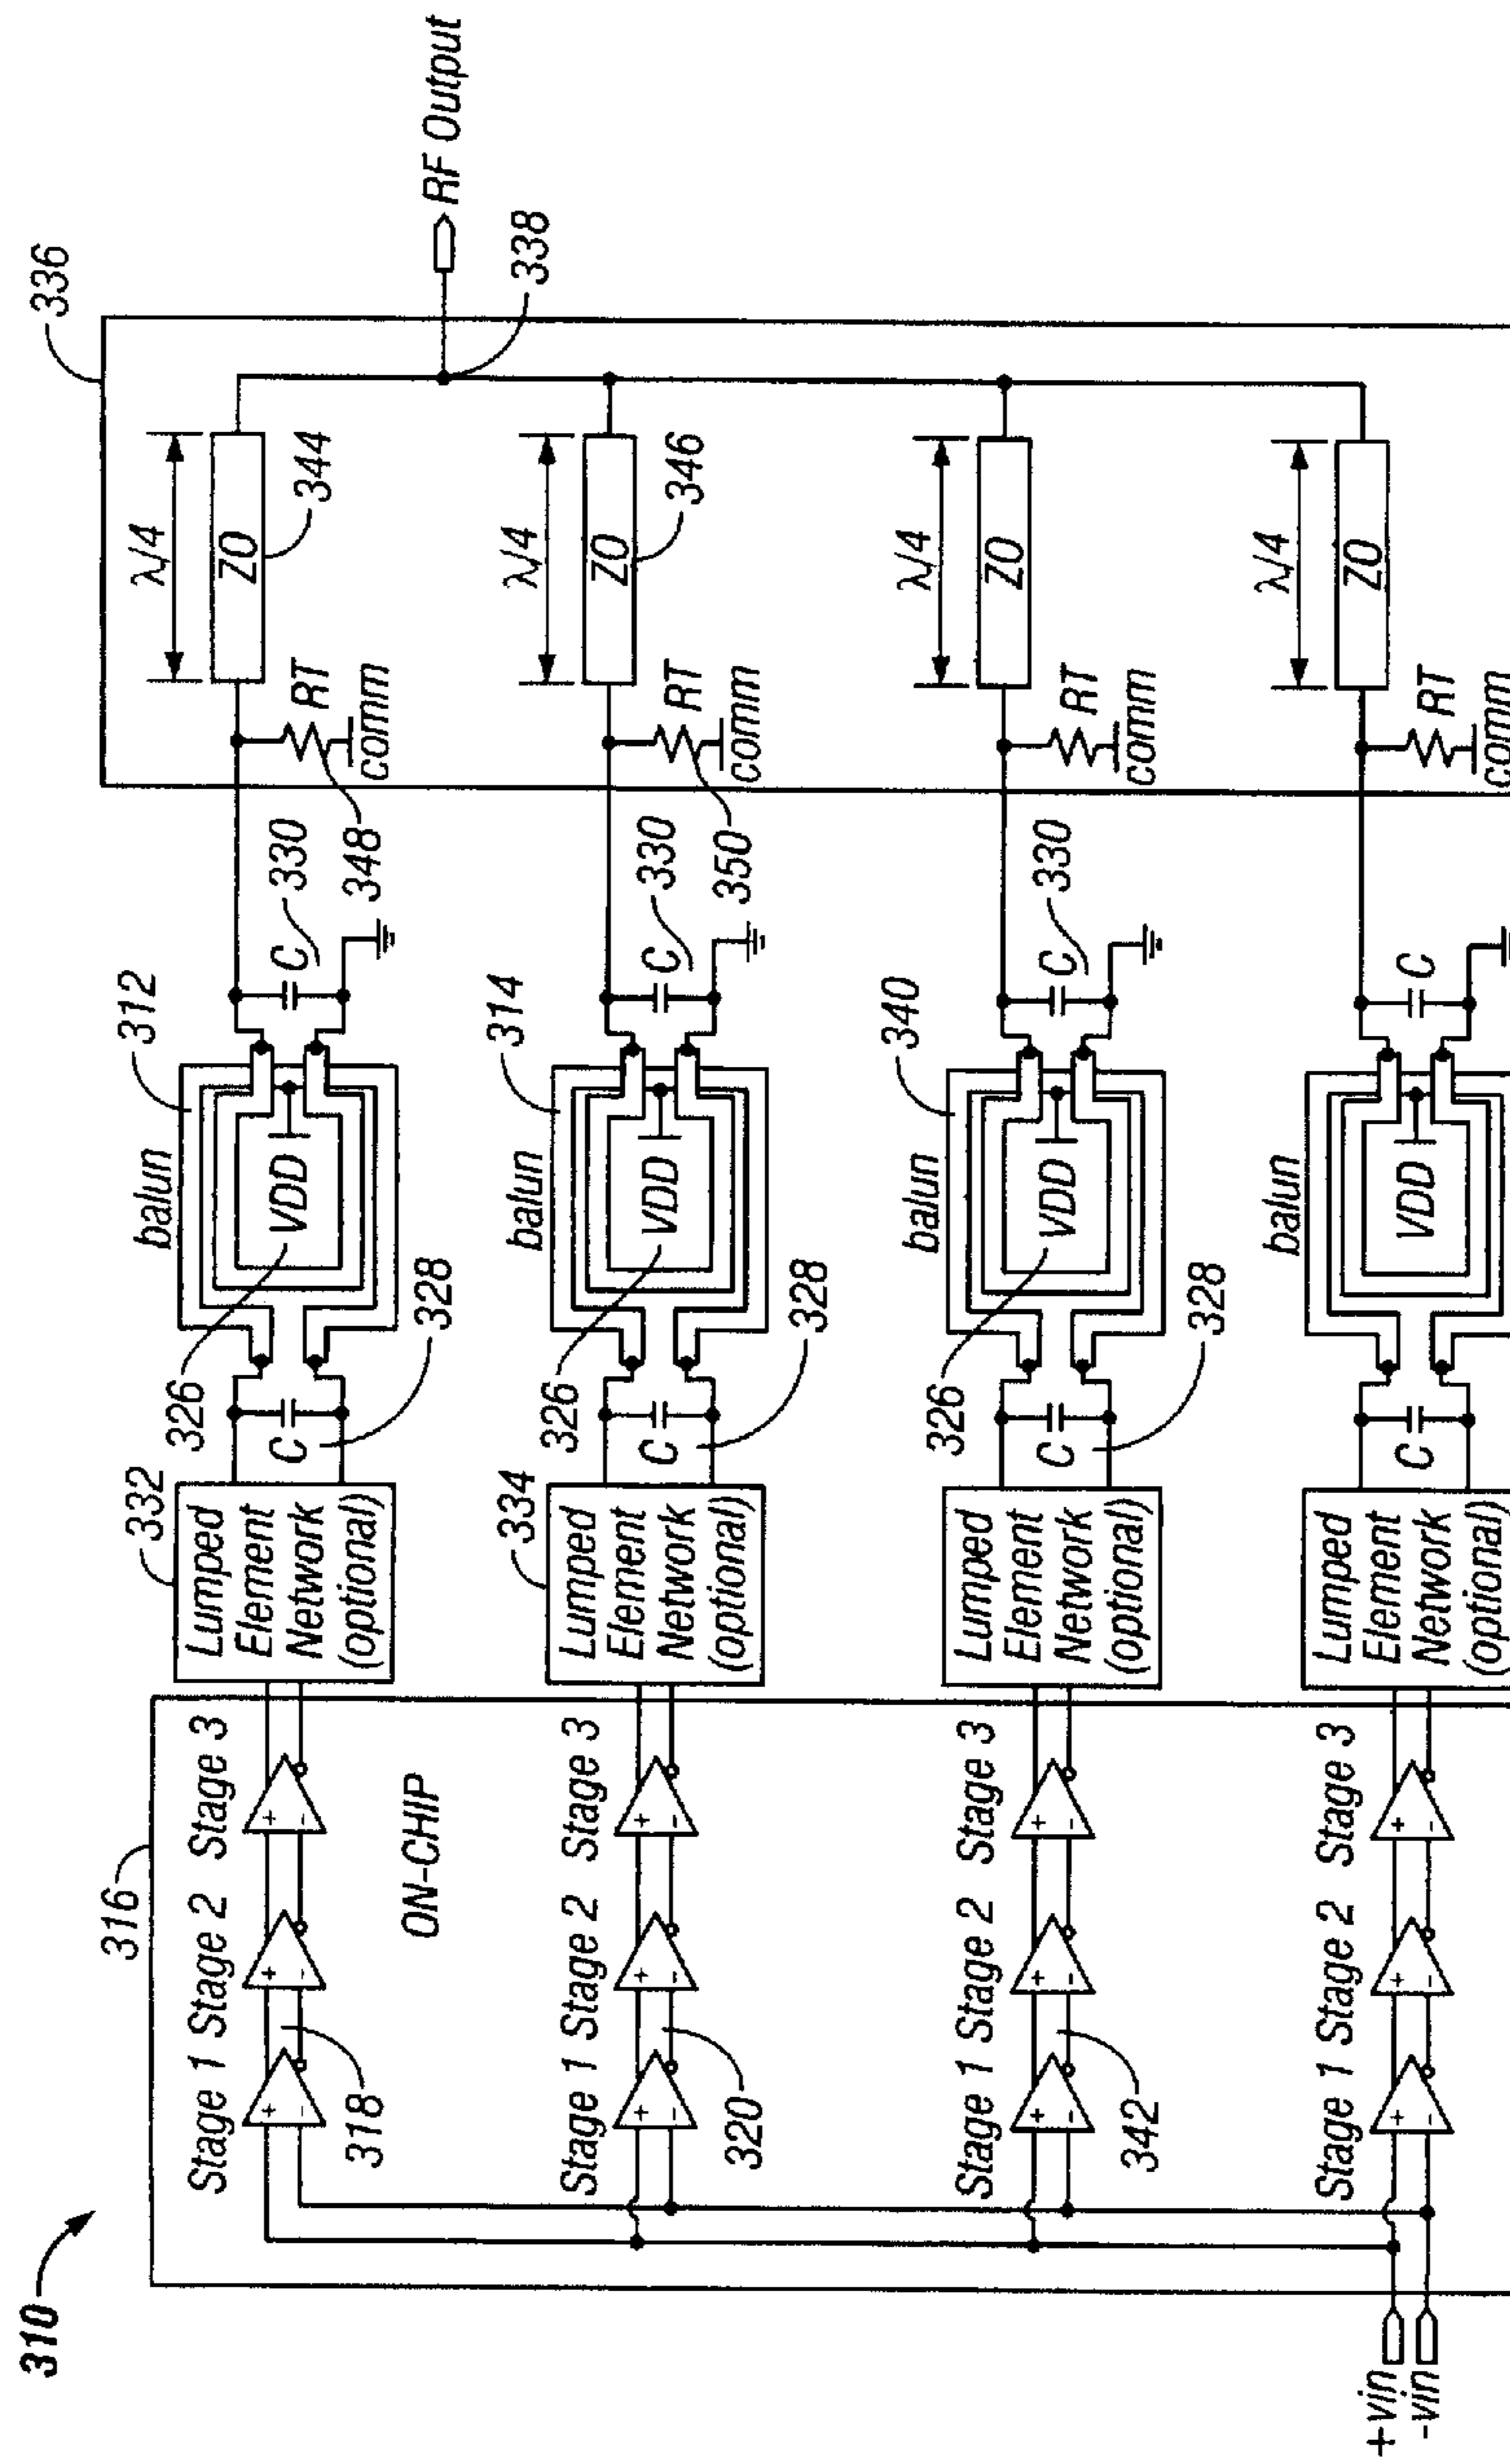 310
316
Stage 1 Stage 2 Stage 3
+ - + - + -
318
ON-CHIP
332
Lumped
Element
Network
(optional)
C
328
326
balun
312
VDD
C
330
348
RT
comm
λ/4
ZO
344
336
RF Output
338
Stage 1 Stage 2 Stage 3
+ - + - + -
320
334
Lumped
Element
Network
(optional)
C
328
326
balun
314
VDD
C
330
350
RT
comm
λ/4
ZO
346
Stage 1 Stage 2 Stage 3
+ - + - + -
342
Lumped
Element
Network
(optional)
C
328
326
balun
340
VDD
C
330
RT
comm
λ/4
ZO
Stage 1 Stage 2 Stage 3
+ - + - + -
Lumped
Element
Network
(optional)
C
balun
VDD
C
RT
comm
λ/4
ZO
+vin
-vin